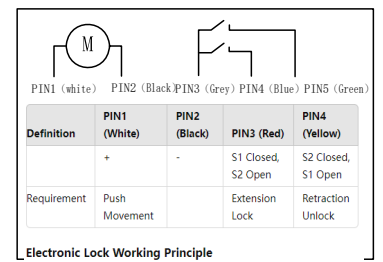 M
PIN1 (white) PIN2 (Black) PIN3 (Grey) PIN4 (Blue) PIN5 (Green)
Definition PIN1 (White) PIN2 (Black) PIN3 (Red) PIN4 (Yellow)
+ - S1 Closed, S2 Open S2 Closed, S1 Open
Requirement Push Movement Extension Lock Retraction Unlock
Electronic Lock Working Principle